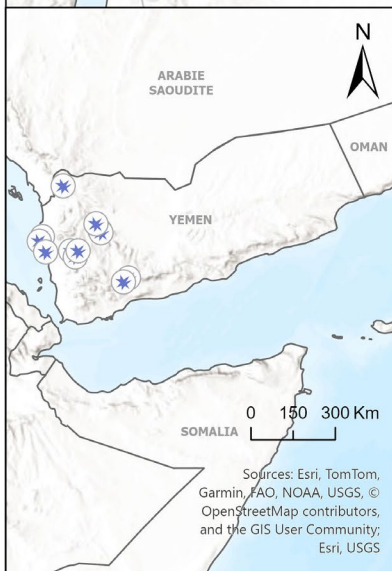 N
ARABIE
SAOUDITE
OMAN
YEMEN
0 150 300 Km
SOMALIA
Sources: Esri, TomTom,
Garmin, FAO, NOAA, USGS, ©
OpenStreetMap contributors,
and the GIS User Community;
Esri, USGS